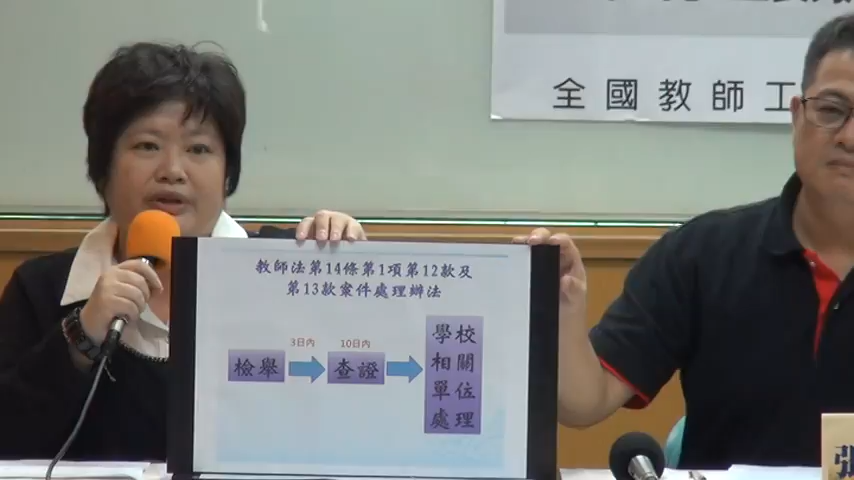 全國教師工
教師法第14條第1項第12款及
第13款案件處理辦法
3日內
10日內
檢舉
查證
學校
相關
單位
處理
張